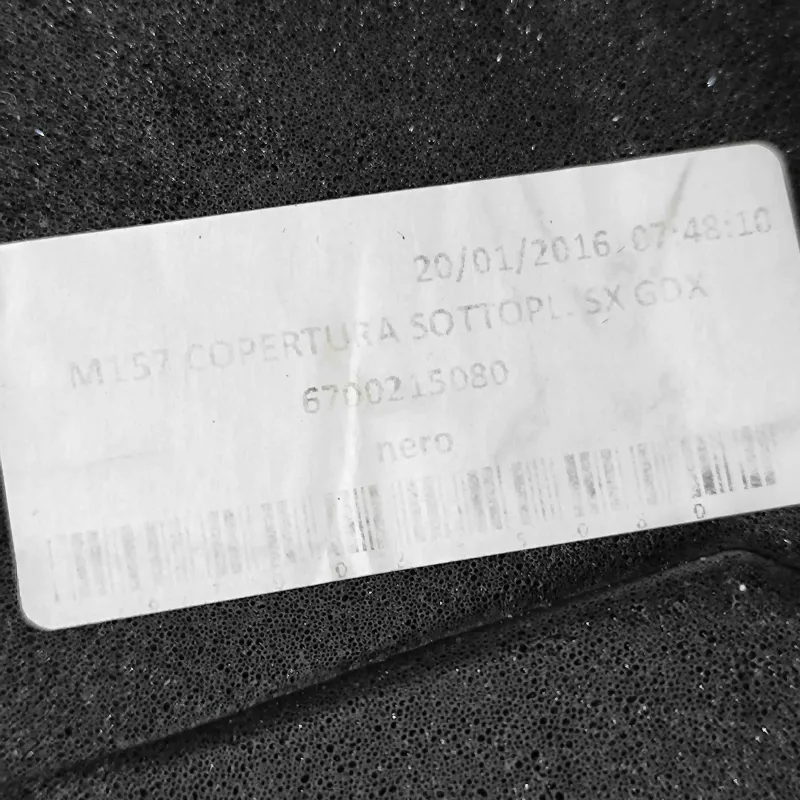 20/01/2016 07:48:10
M157 COPERTURA SOTTOPL. SX GDX
6700215080
nero